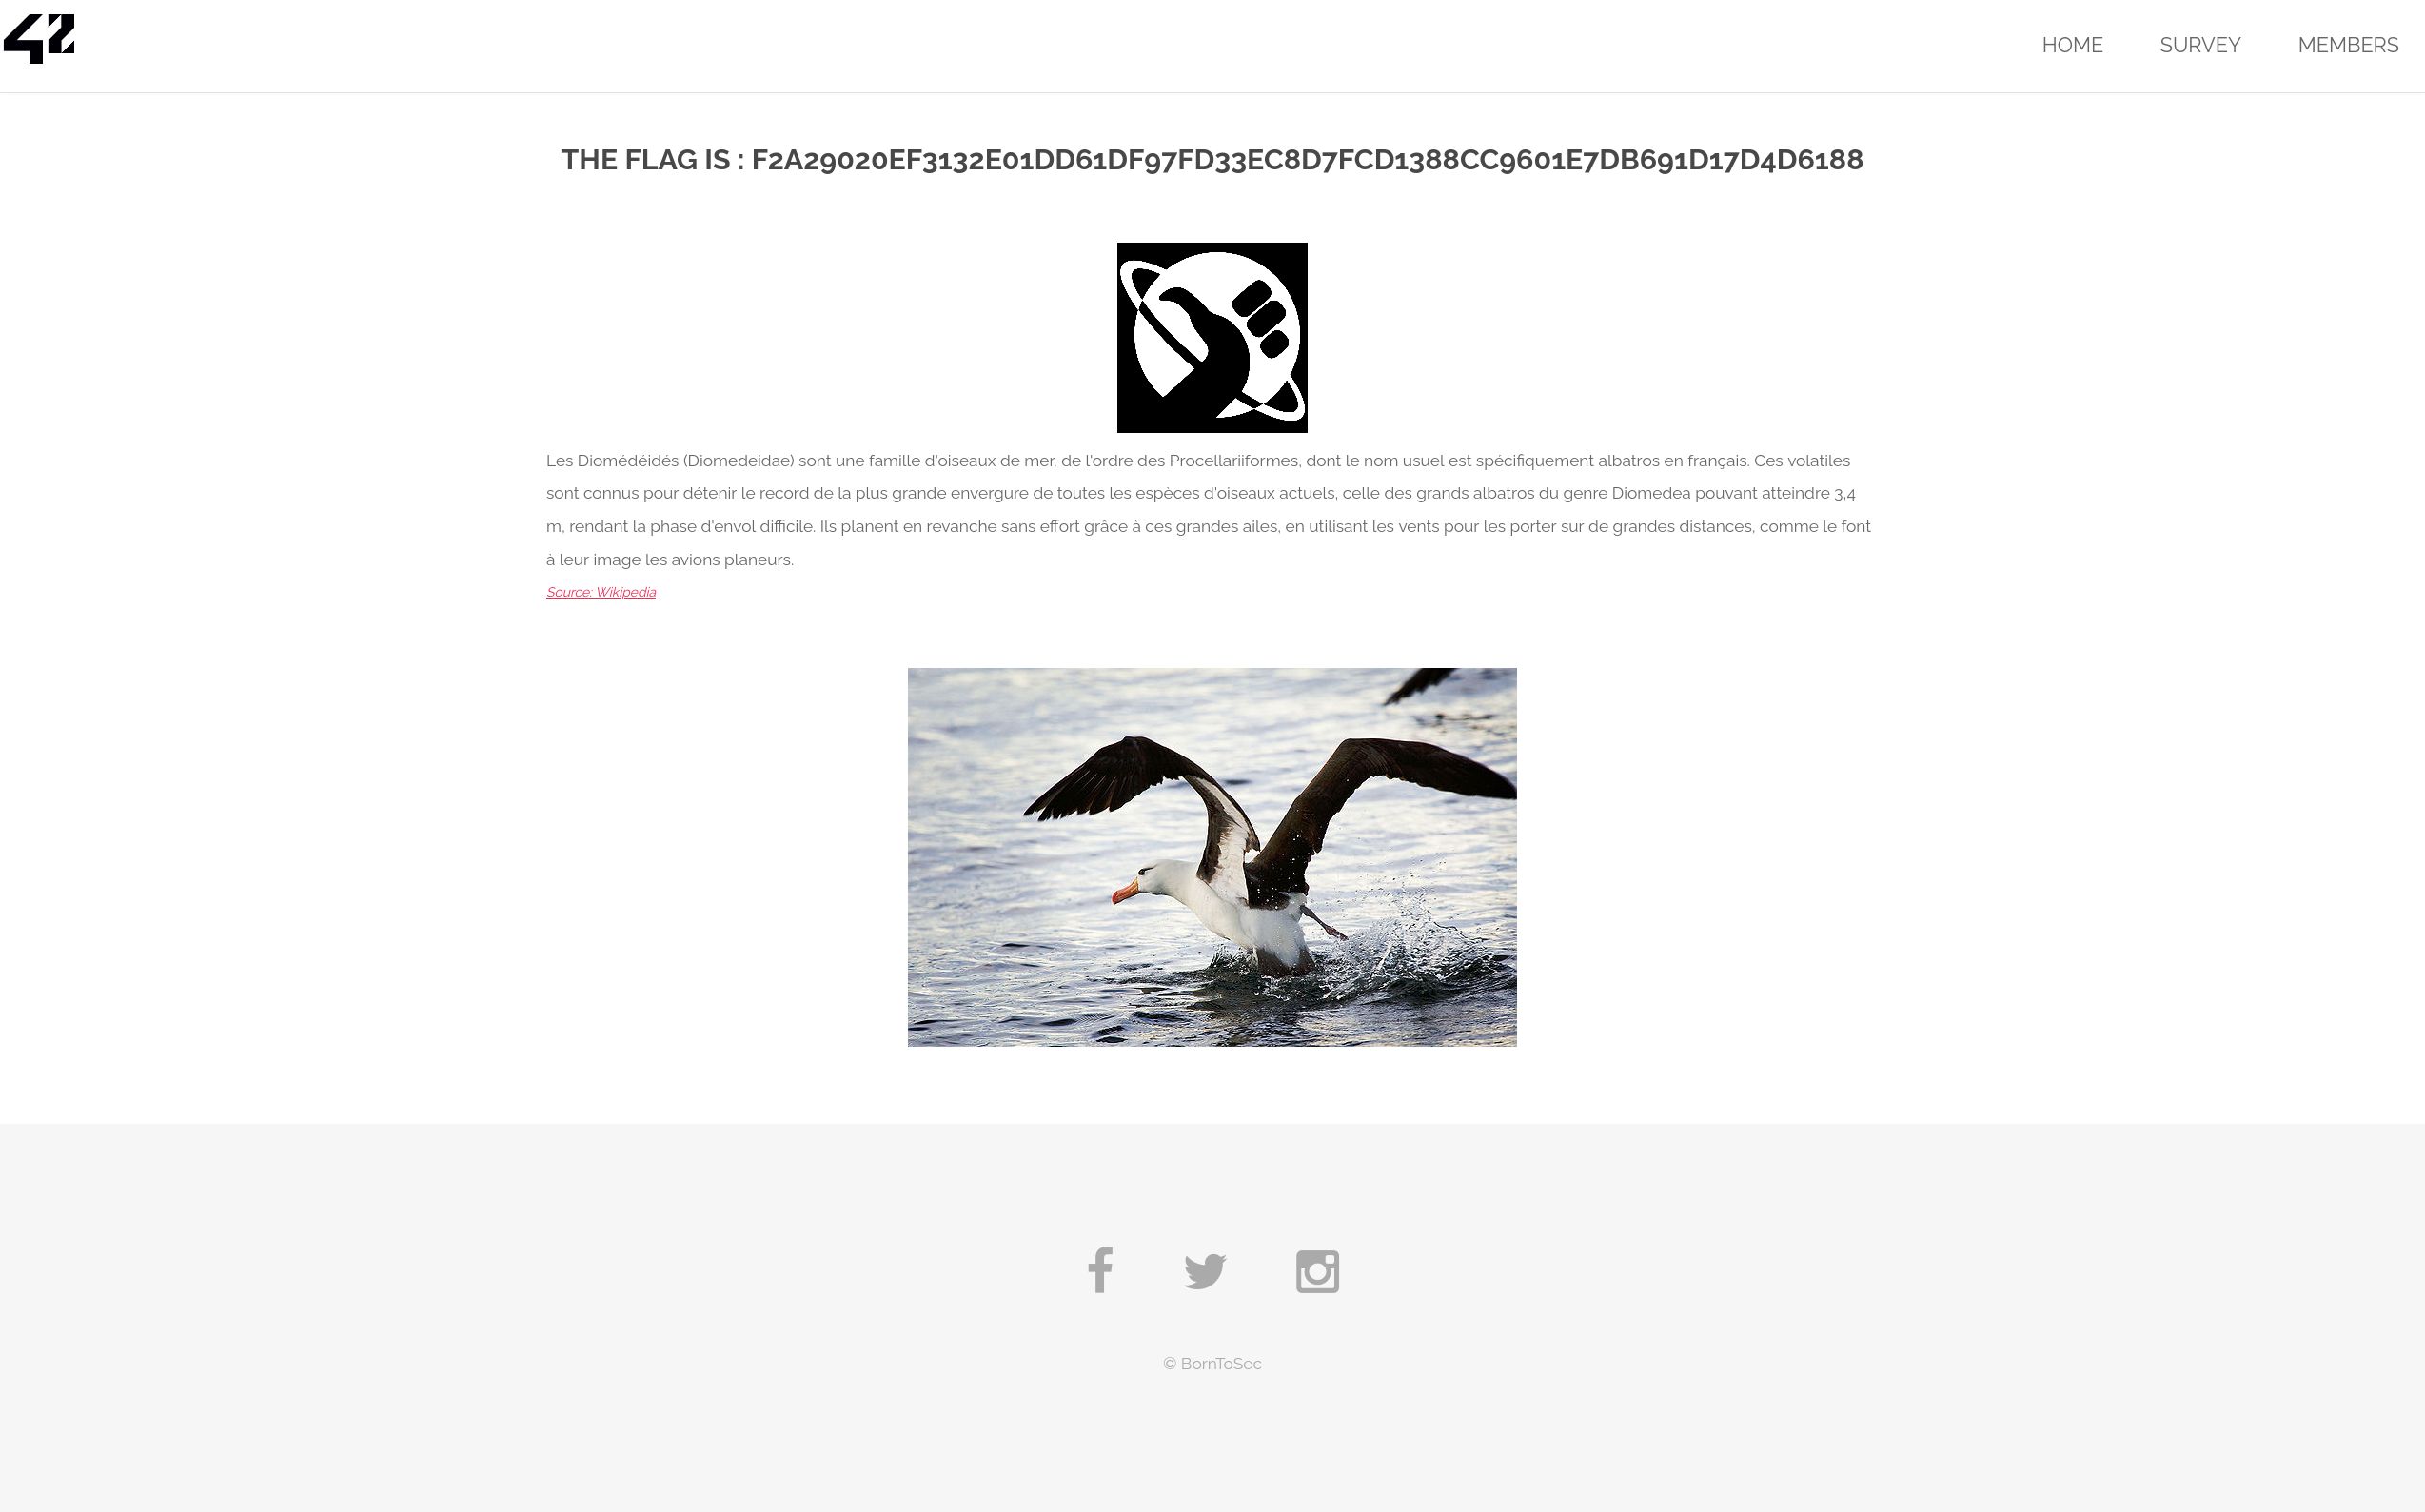 42
HOME SURVEY MEMBERS
THE FLAG IS : F2A29020EF3132E01DD61DF97FD33EC8D7FCD1388CC9601E7DB691D17D4D6188
Les Diomédéidés (Diomedeidae) sont une famille d'oiseaux de mer, de l'ordre des Procellariiformes, dont le nom usuel est spécifiquement albatros en français. Ces volatiles
sont connus pour détenir le record de la plus grande envergure de toutes les espèces d'oiseaux actuels, celle des grands albatros du genre Diomedea pouvant atteindre 3,4
m, rendant la phase d'envol difficile. Ils planent en revanche sans effort grâce à ces grandes ailes, en utilisant les vents pour les porter sur de grandes distances, comme le font
à leur image les avions planeurs.
Source: Wikipedia
© BornToSec